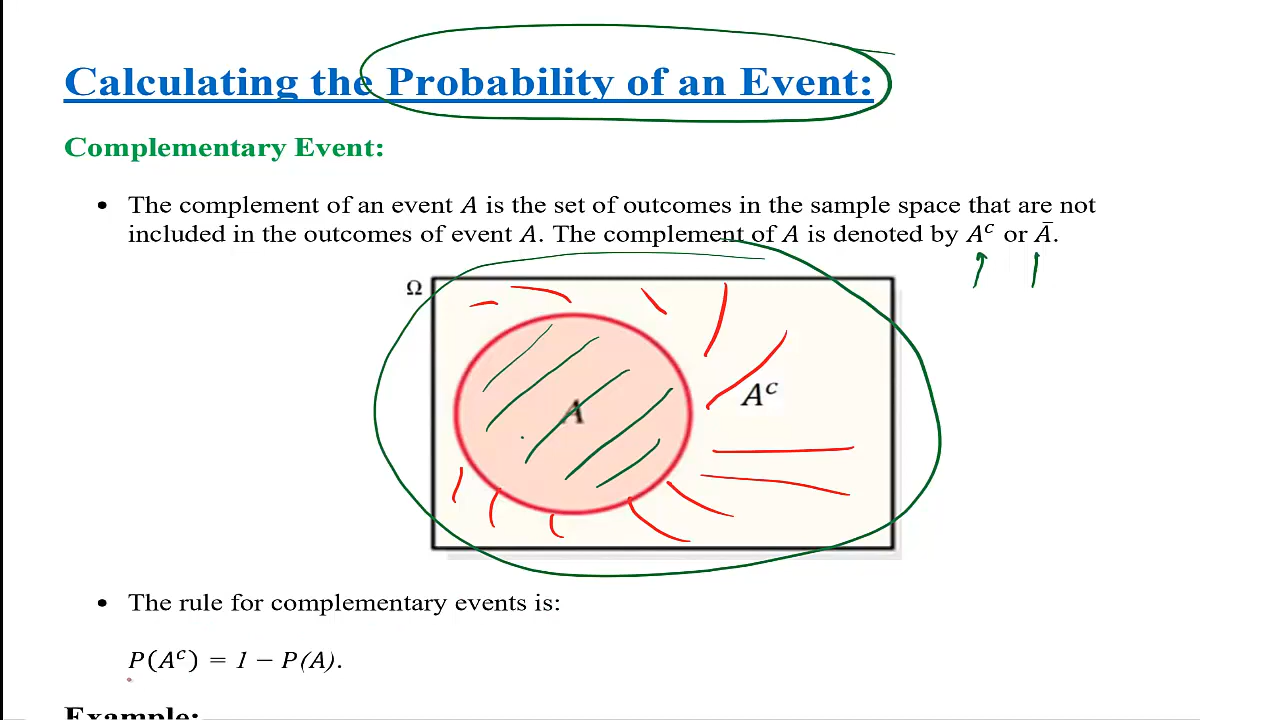 Calculating the Probability of an Event:
Complementary Event:
• The complement of an event A is the set of outcomes in the sample space that are not
included in the outcomes of event A. The complement of A is denoted by Aᶜ or Ā.
Ω
A
Aᶜ
• The rule for complementary events is:
P(Aᶜ) = 1 − P(A).
Example: